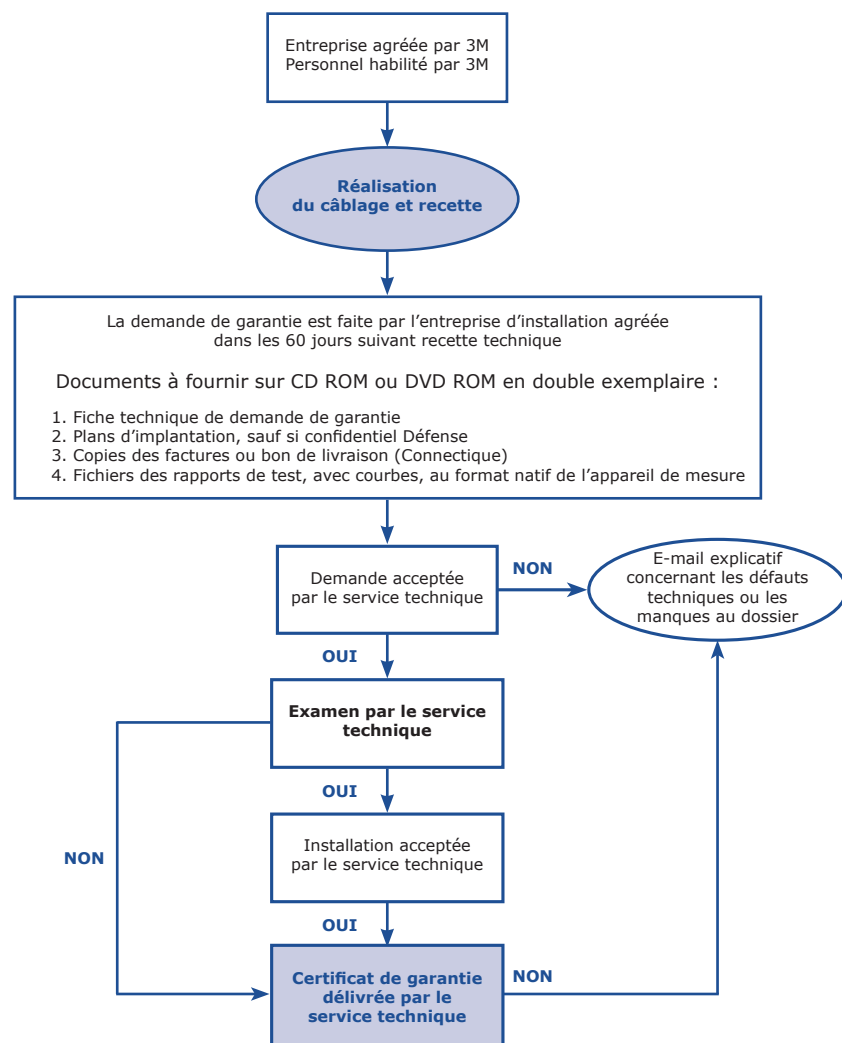 Entreprise agréée par 3M
Personnel habilité par 3M
Réalisation
du câblage et recette
La demande de garantie est faite par l’entreprise d’installation agréée
dans les 60 jours suivant recette technique
Documents à fournir sur CD ROM ou DVD ROM en double exemplaire :
1. Fiche technique de demande de garantie
2. Plans d’implantation, sauf si confidentiel Défense
3. Copies des factures ou bon de livraison (Connectique)
4. Fichiers des rapports de test, avec courbes, au format natif de l’appareil de mesure
Demande acceptée
par le service technique
NON
E-mail explicatif
concernant les défauts
techniques ou les
manques au dossier
OUI
Examen par le service
technique
OUI
NON
Installation acceptée
par le service technique
OUI
Certificat de garantie
délivrée par le
service technique
NON